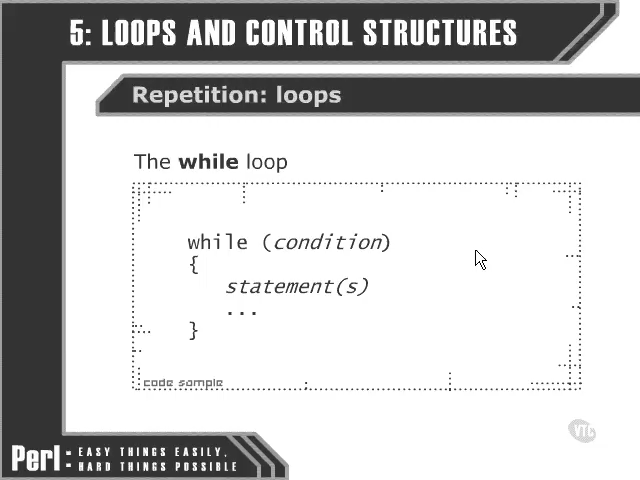 5: LOOPS AND CONTROL STRUCTURES
Repetition: loops
The while loop
while (condition)
{
statement(s)
...
}
code sample
VTC
Perl: EASY THINGS EASILY,
: HARD THINGS POSSIBLE